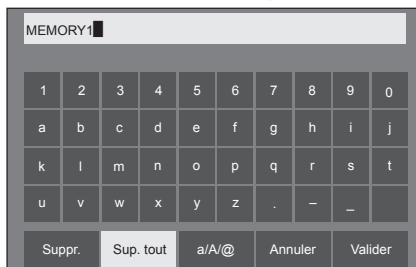 MEMORY1
1 2 3 4 5 6 7 8 9 0
a b c d e f g h i j
k l m n o p q r s t
u v w x y z . – _
Suppr. Sup. tout a/A/@ Annuler Valider